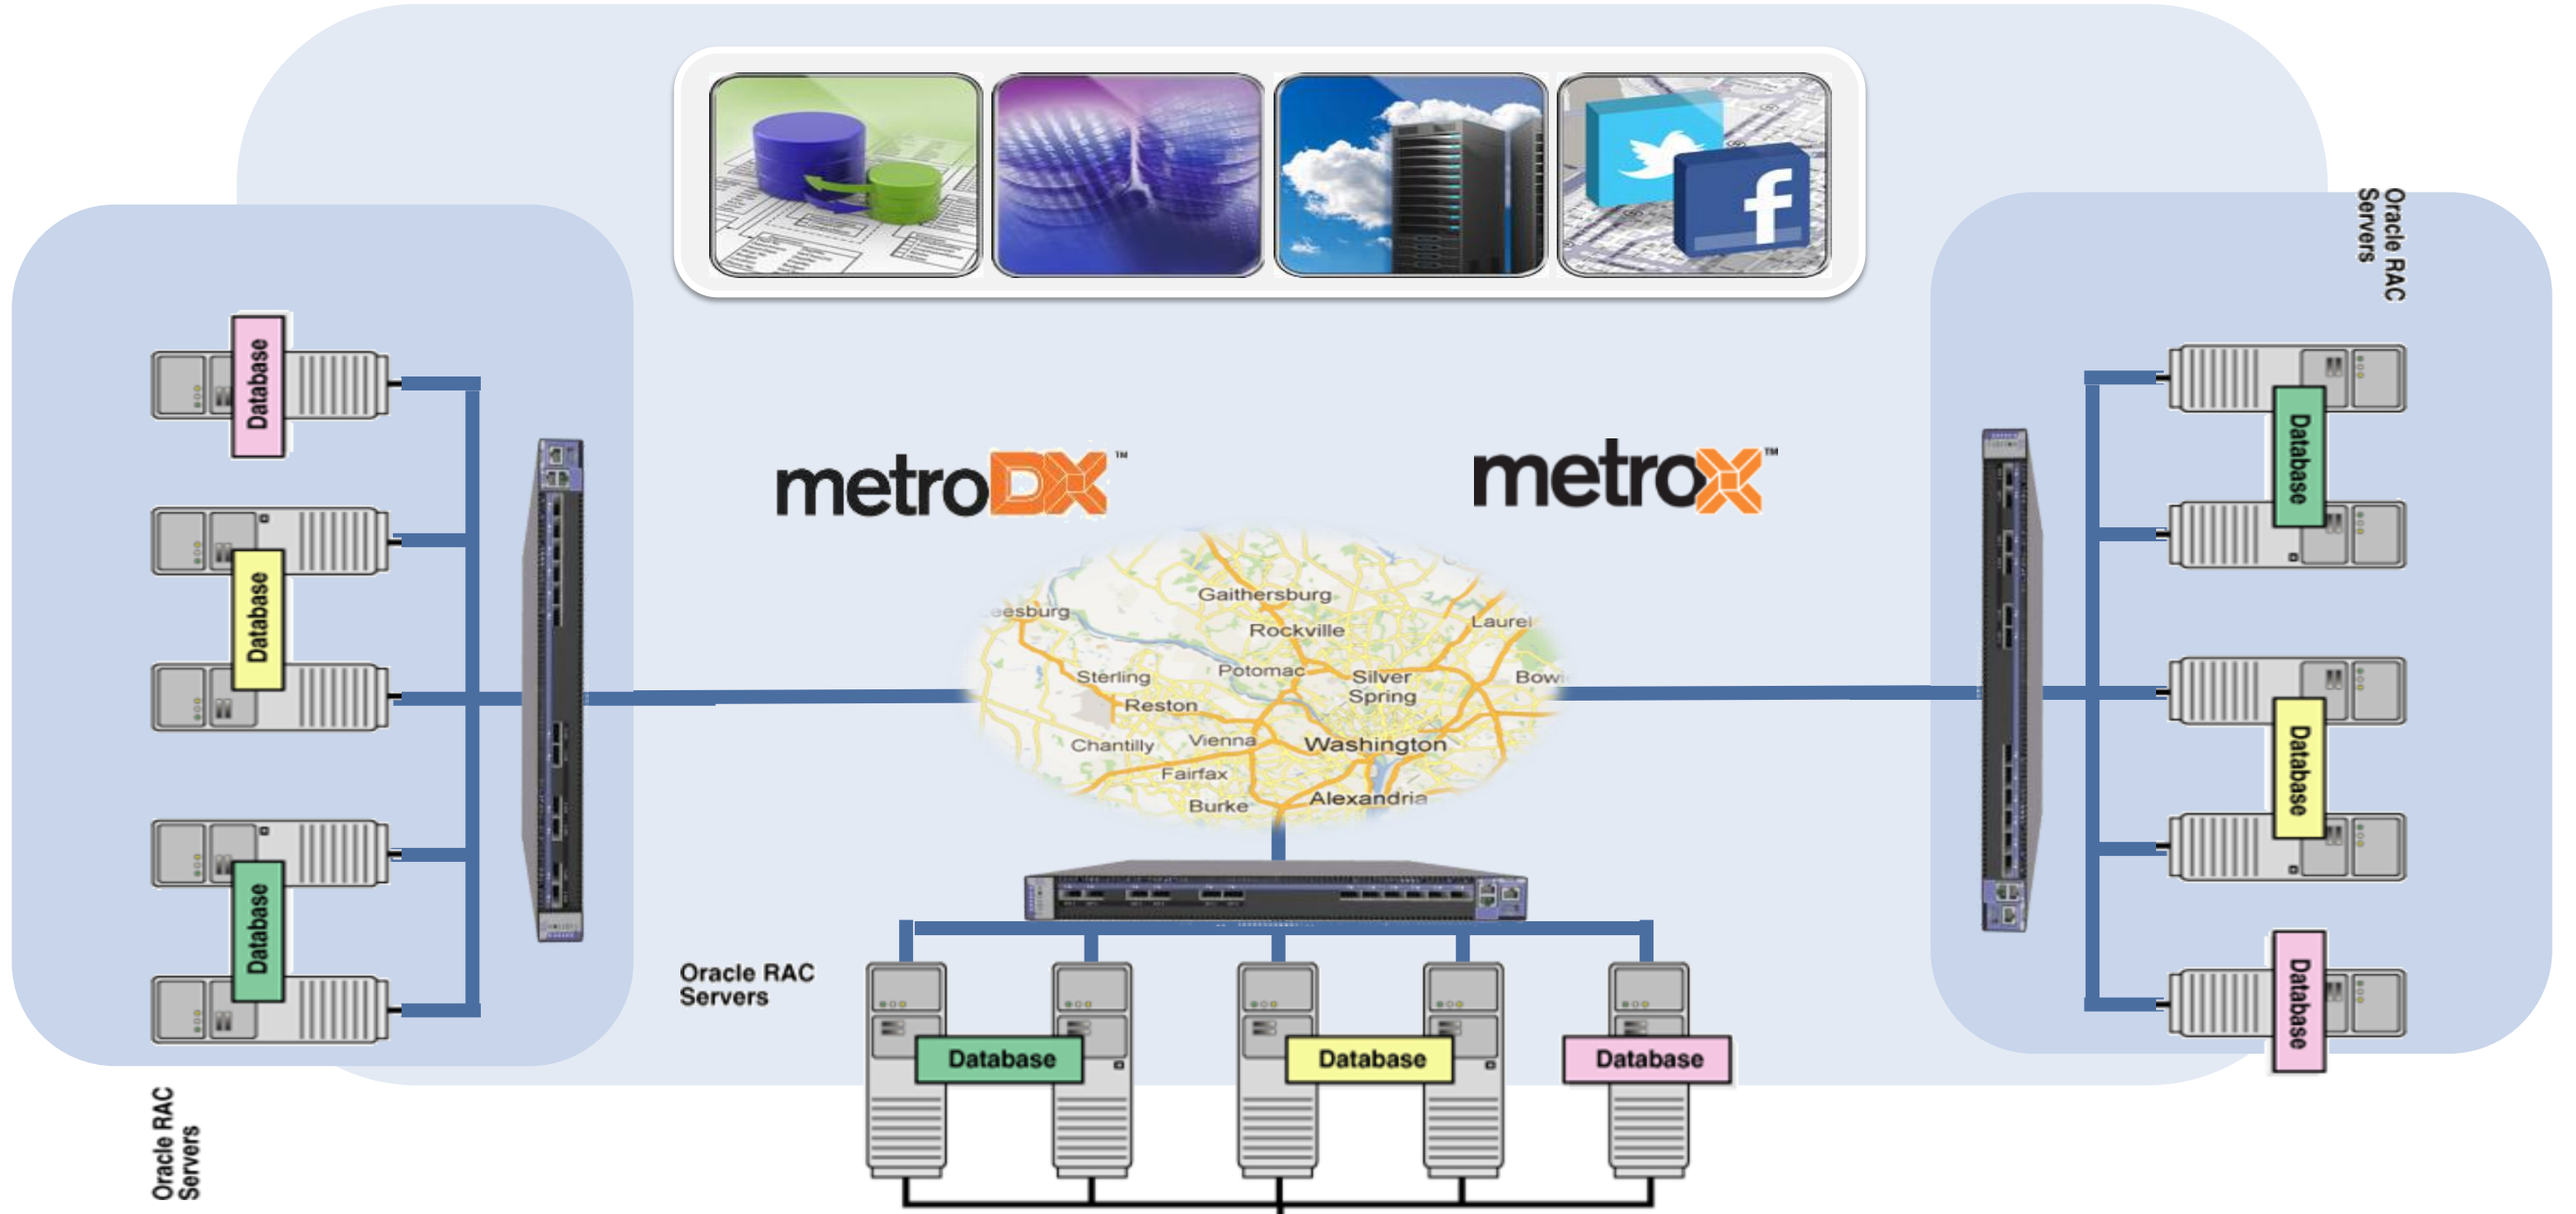 Oracle RAC
Servers
metroDX™
metroX™
Database
Database
Database
Oracle RAC
Servers
Gaithersburg
eesburg
Rockville
Laurel
Potomac
Sterling
Silver
Spring
Bowi
Reston
Chantilly
Vienna
Washington
Fairfax
Burke
Alexandria
Database
Database
Database
Oracle RAC
Servers
Database
Database
Database
f